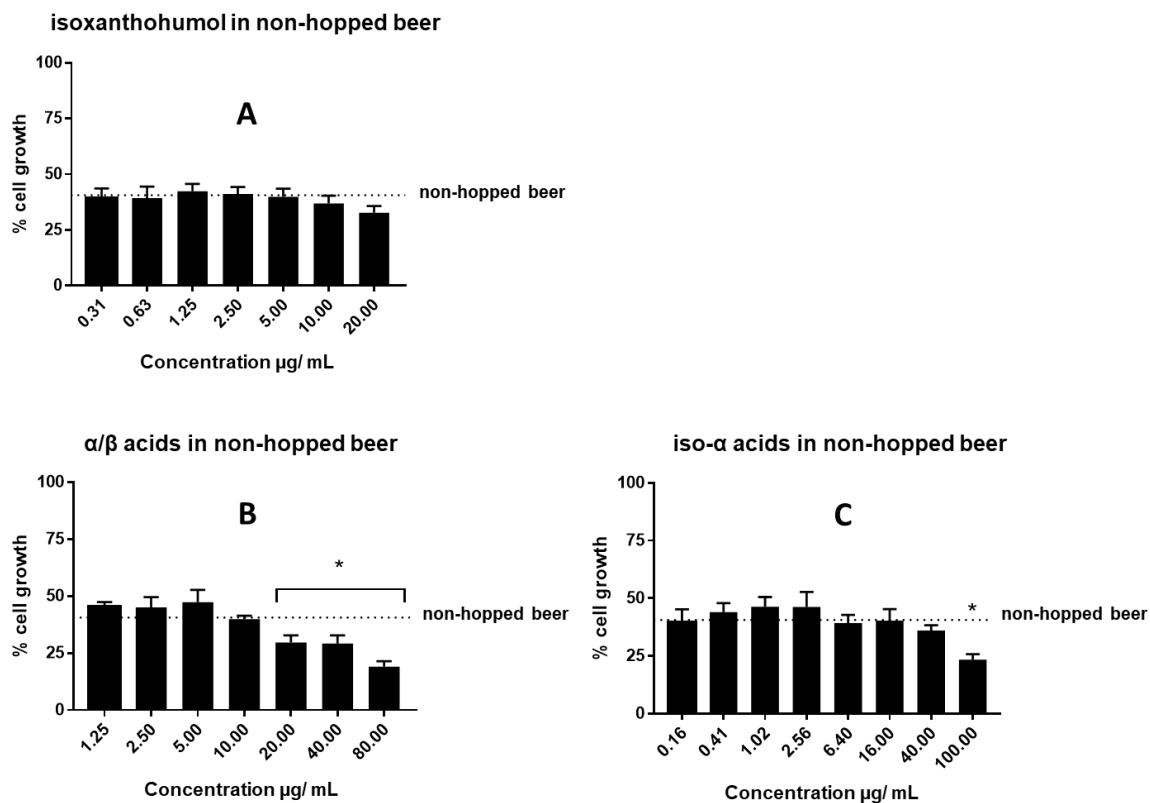 isoxanthohumol in non-hopped beer
A
% cell growth
100
75
50
25
0
non-hopped beer
0.31 0.63 1.25 2.50 5.00 10.00 20.00
Concentration µg/ mL
α/β acids in non-hopped beer
B
% cell growth
100
75
50
25
0
*
non-hopped beer
1.25 2.50 5.00 10.00 20.00 40.00 80.00
Concentration µg/ mL
iso-α acids in non-hopped beer
C
% cell growth
100
75
50
25
0
*
non-hopped beer
0.16 0.41 1.02 2.56 6.40 16.00 40.00 100.00
Concentration µg/ mL